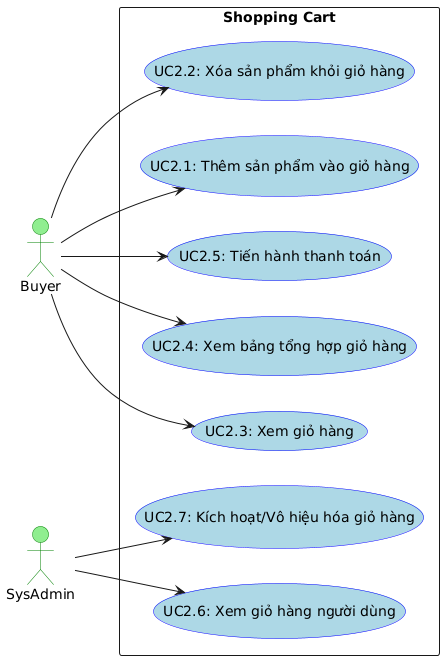 Shopping Cart
UC2.2: Xóa sản phẩm khỏi giỏ hàng
UC2.1: Thêm sản phẩm vào giỏ hàng
UC2.5: Tiến hành thanh toán
Buyer
UC2.4: Xem bảng tổng hợp giỏ hàng
UC2.3: Xem giỏ hàng
UC2.7: Kích hoạt/Vô hiệu hóa giỏ hàng
SysAdmin
UC2.6: Xem giỏ hàng người dùng